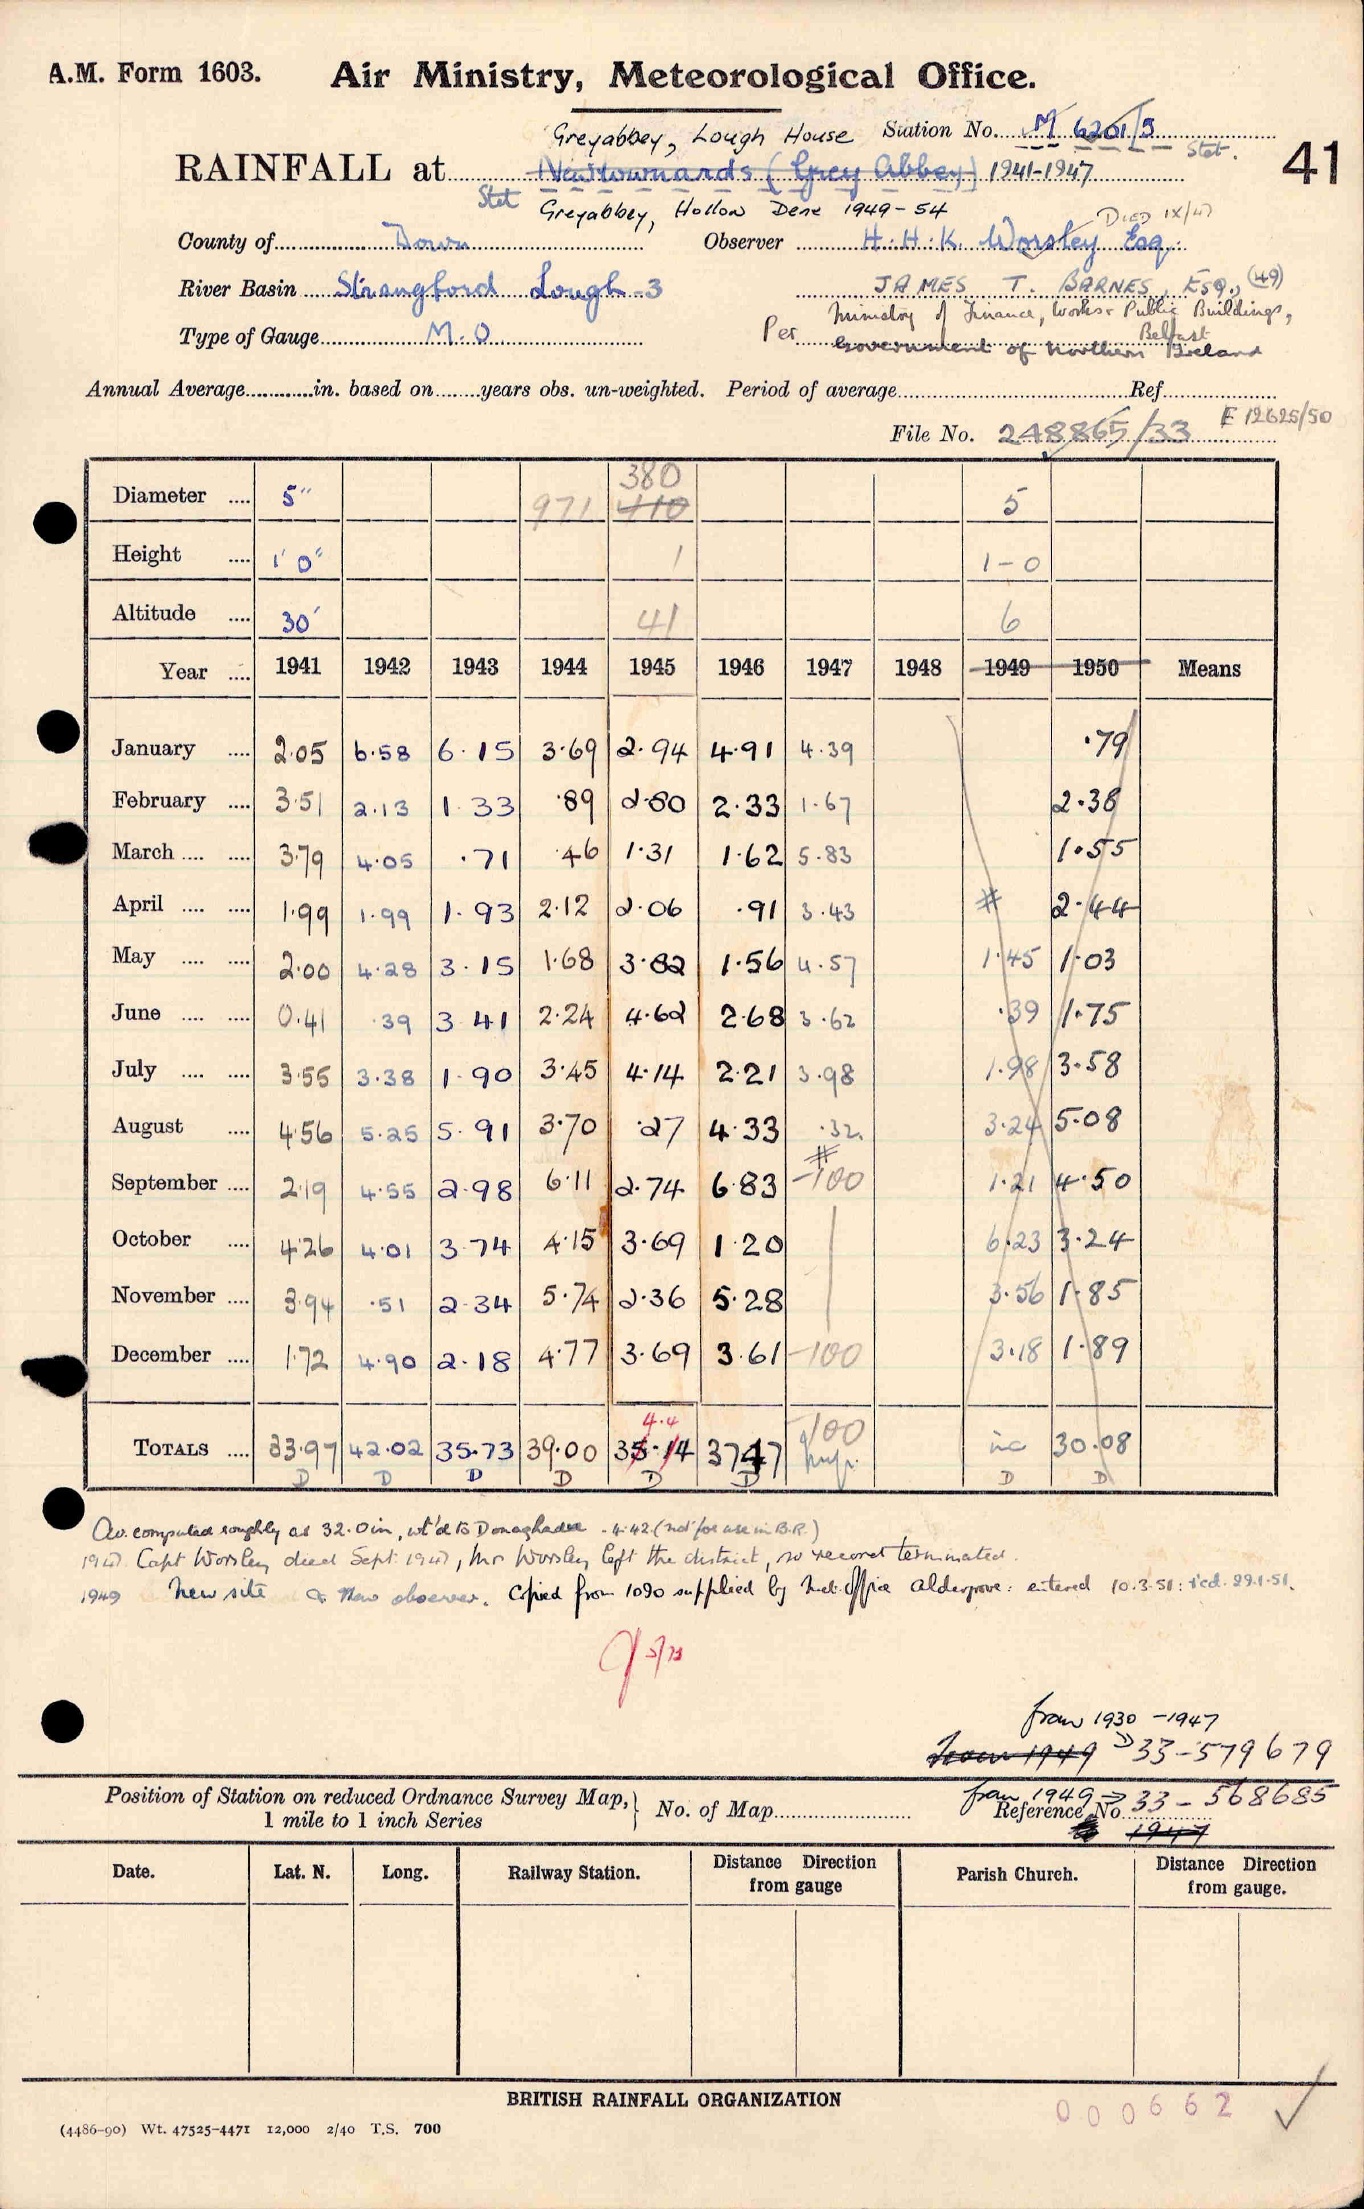 A.M. Form 1603. Air Ministry, Meteorological Office.
Greyabbey, Lough House Station No. M 6201/5
Stet.
RAINFALL at Newtownards (Grey Abbey) 1941-1947 41
Stet Greyabbey, Hollow Dene 1949-54
DIED IX/47
County of Down Observer H. H. K. Worsley Esq.
River Basin Strangford Lough - 3 JAMES T. BARNES, Esq., (49)
Ministry of Finance, Works & Public Buildings,
Type of Gauge M.O Per Belfast
Government of Northern Ireland
Annual Average in. based on years obs. un-weighted. Period of average Ref
File No. 248865/33 E 12625/50
380
Diameter 5" 971 410 5
Height 1' 0" 1 1-0
Altitude 30' 41 6
Year 1941 1942 1943 1944 1945 1946 1947 1948 1949 1950 Means
January 2.05 6.58 6.15 3.69 2.94 4.91 4.39 .79
February 3.51 2.13 1.33 .89 2.80 2.33 1.67 2.38
March 3.79 4.05 .71 .46 1.31 1.62 5.83 1.55
April 1.99 1.99 1.93 2.12 2.06 .91 3.43 # 2.44
May 2.00 4.28 3.15 1.68 3.82 1.56 4.57 1.45 1.03
June 0.41 .39 3.41 2.24 4.62 2.68 3.62 .39 1.75
July 3.55 3.38 1.90 3.45 4.14 2.21 3.98 1.98 3.58
August 4.56 5.25 5.91 3.70 .27 4.33 .32 3.24 5.08
#
September 2.19 4.55 2.98 6.11 2.74 6.83 -100 1.21 4.50
October 4.26 4.01 3.74 4.15 3.69 1.20 6.23 3.24
November 3.94 .51 2.34 5.74 2.36 5.28 3.56 1.85
December 1.72 4.90 2.18 4.77 3.69 3.61 -100 3.18 1.89
4.4 -100
TOTALS 33.97 42.02 35.73 39.00 35.14 37.47 inc 30.08
D D D D D D D D
Av. computed roughly as 32.0 in, wt'd to Donaghadee -4.42 (not for use in B.R.)
1947 Capt Worsley died Sept 1947, Mr Worsley left the district, so record terminated.
1949 New site & New observer. Copied from 1090 supplied by Met. Office Aldergrove: entered 10.3.51: rcd. 29.1.51.
5/73
from 1930 - 1947
from 1949 33-579679
Position of Station on reduced Ordnance Survey Map, from 1949 → 33-568685
1 mile to 1 inch Series No. of Map Reference No.
1947
Date. Lat. N. Long. Railway Station. Distance Direction from gauge Parish Church. Distance Direction from gauge.
BRITISH RAINFALL ORGANIZATION
000662
(4486-90) Wt. 47525-4471 12,000 2/40 T.S. 700